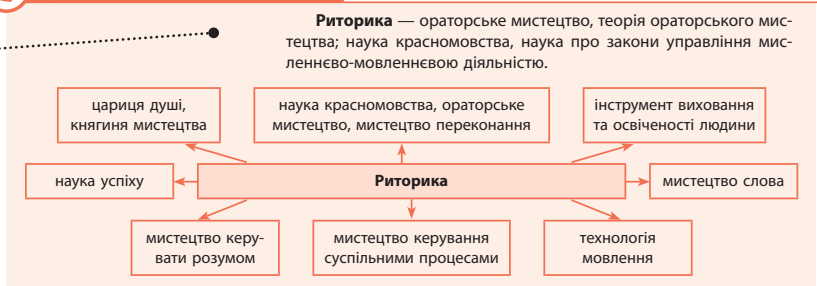 Риторика — ораторське мистецтво, теорія ораторського мис-
тецтва; наука красномовства, наука про закони управління мис-
леннєво-мовленнєвою діяльністю.
цариця душі,
княгиня мистецтва
наука красномовства, ораторське
мистецтво, мистецтво переконання
інструмент виховання
та освіченості людини
наука успіху
Риторика
мистецтво слова
мистецтво керу-
вати розумом
мистецтво керування
суспільними процесами
технологія
мовлення